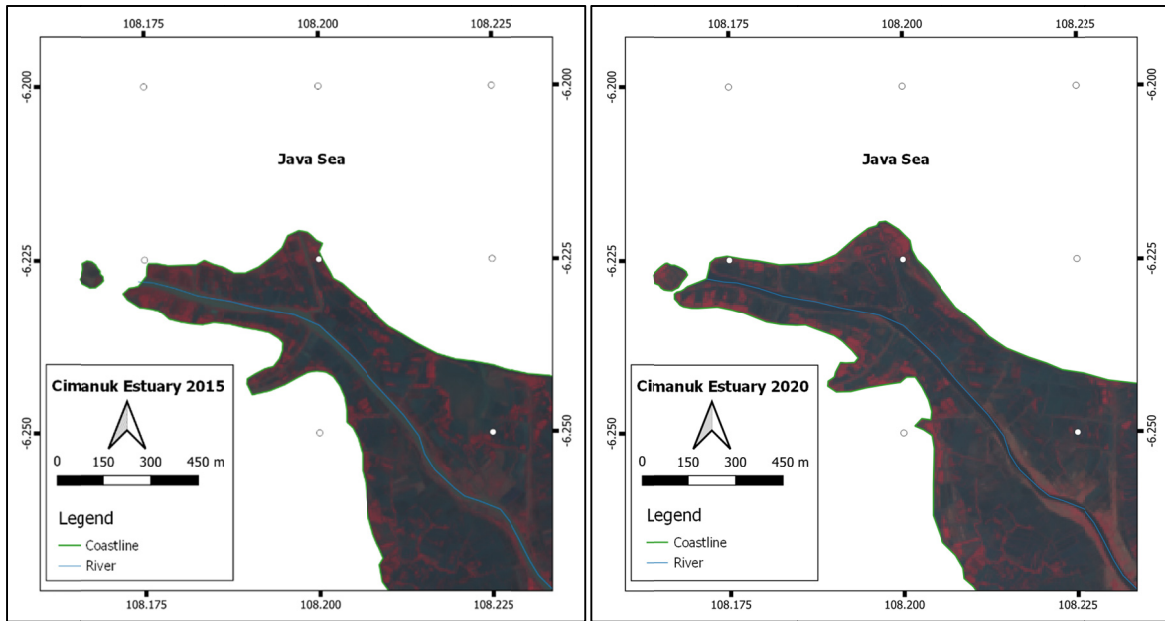 108.175 108.200 108.225
-6.200 -6.200
Java Sea
-6.225 -6.225
Cimanuk Estuary 2015
0 150 300 450 m
Legend
Coastline
River
-6.250 -6.250
108.175 108.200 108.225
108.175 108.200 108.225
-6.200 -6.200
Java Sea
-6.225 -6.225
Cimanuk Estuary 2020
0 150 300 450 m
Legend
Coastline
River
-6.250 -6.250
108.175 108.200 108.225